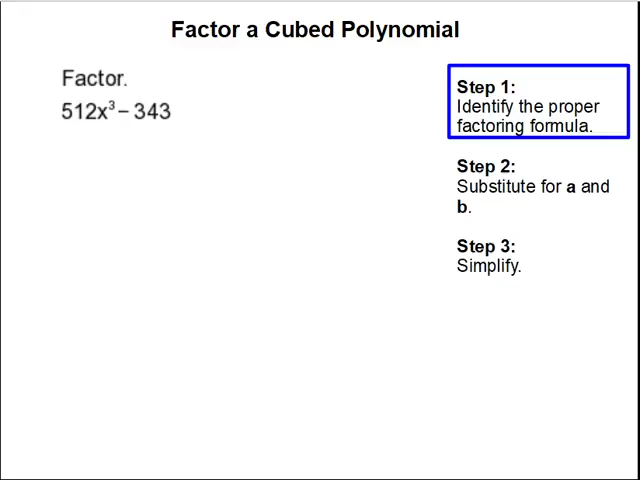 Factor a Cubed Polynomial
Factor.
512x³ – 343
Step 1:
Identify the proper
factoring formula.
Step 2:
Substitute for a and
b.
Step 3:
Simplify.